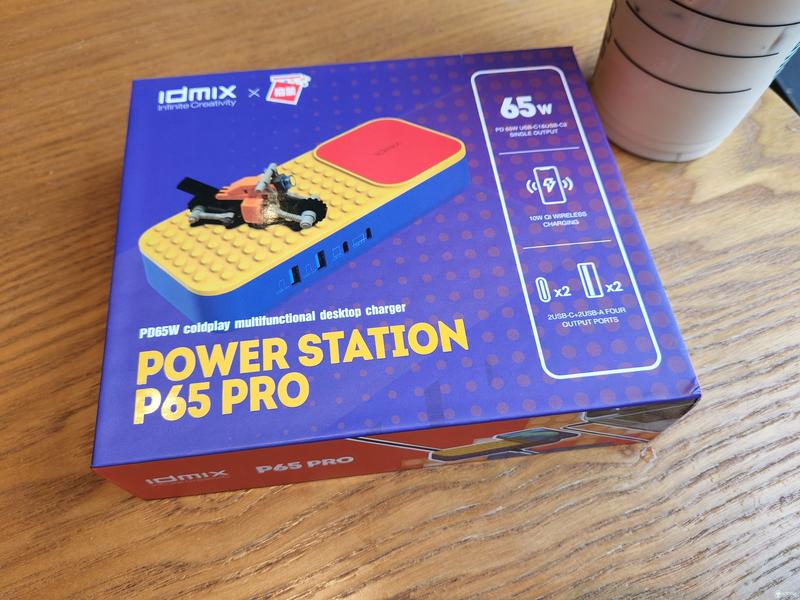 idmix
Infinite Creativity
X
idmix
65W
PD 65W USB-C1&USB-C2
SINGLE OUTPUT
10W QI WIRELESS
CHARGING
x2
x2
2USB-C+2USB-A FOUR
OUTPUT PORTS
PD65W coldplay multifunctional desktop charger
POWER STATION
P65 PRO
idmix
P65 PRO